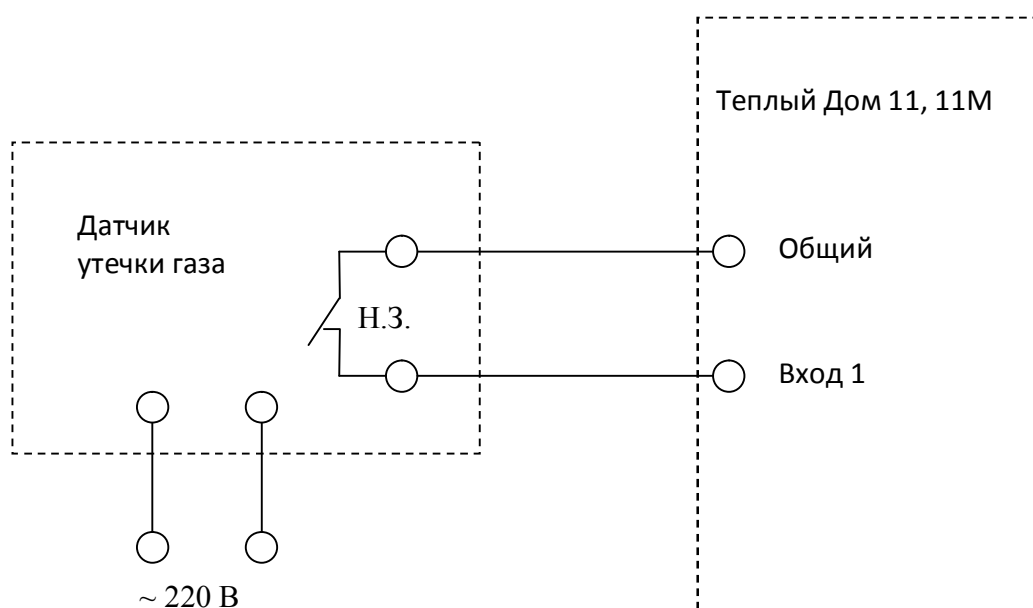 Теплый Дом 11, 11М
Датчик
утечки газа
Общий
Н.З.
Вход 1
~ 220 В